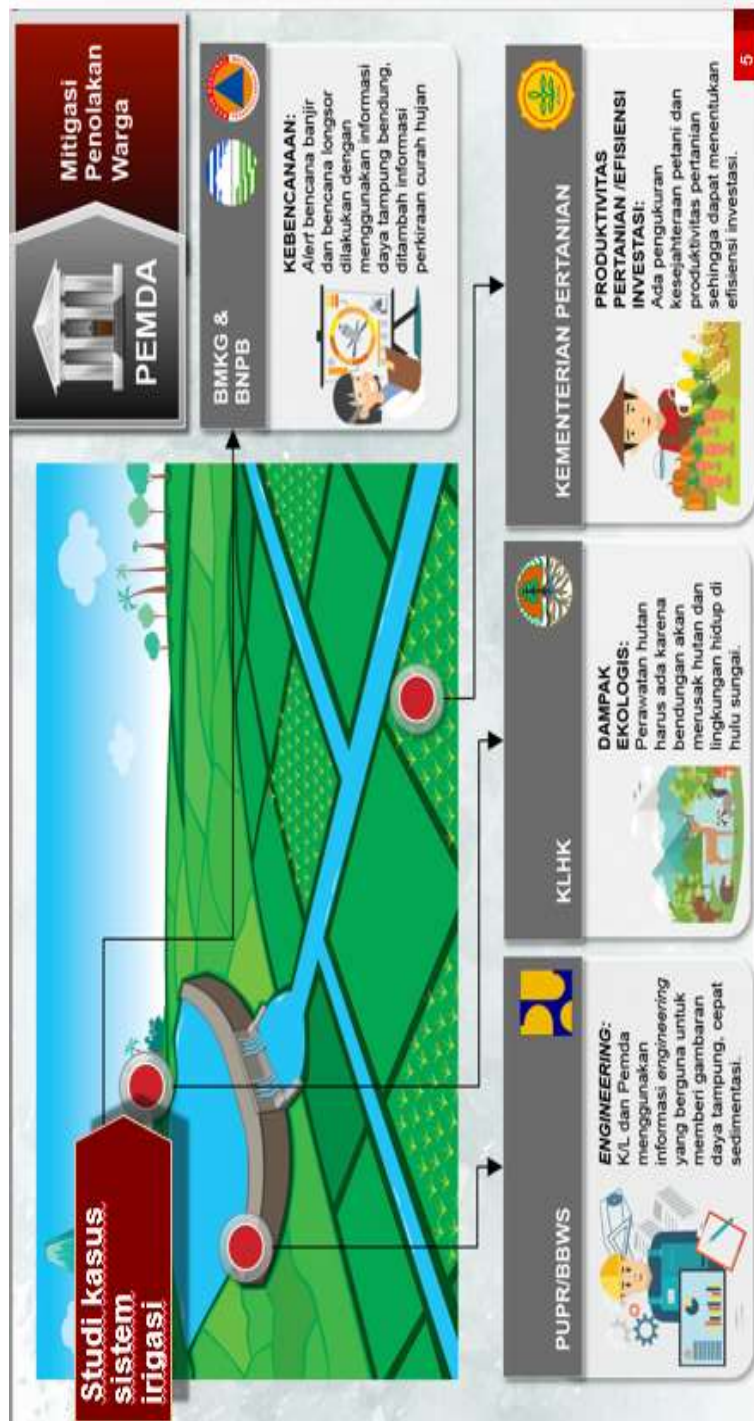 Studi kasus
sistem
irigasi
PEMDA
Mitigasi
Penolakan
Warga
BMKG &
BNPB
KEBENCANAAN:
Alert bencana banjir
dan bencana longsor
dilakukan dengan
menggunakan informasi
daya tampung bendung,
ditambah informasi
perkiraan curah hujan
PUPR/BBWS
ENGINEERING:
K/L dan Pemda
menggunakan
informasi engineering
yang berguna untuk
memberi gambaran
daya tampung, cepat
sedimentasi.
KLHK
DAMPAK
EKOLOGIS:
Perawatan hutan
harus ada karena
bendungan akan
merusak hutan dan
lingkungan hidup di
hulu sungai.
KEMENTERIAN PERTANIAN
PRODUKTIVITAS
PERTANIAN /EFISIENSI
INVESTASI:
Ada pengukuran
kesejahteraan petani dan
produktivitas pertanian
sehingga dapat menentukan
efisiensi investasi.
5